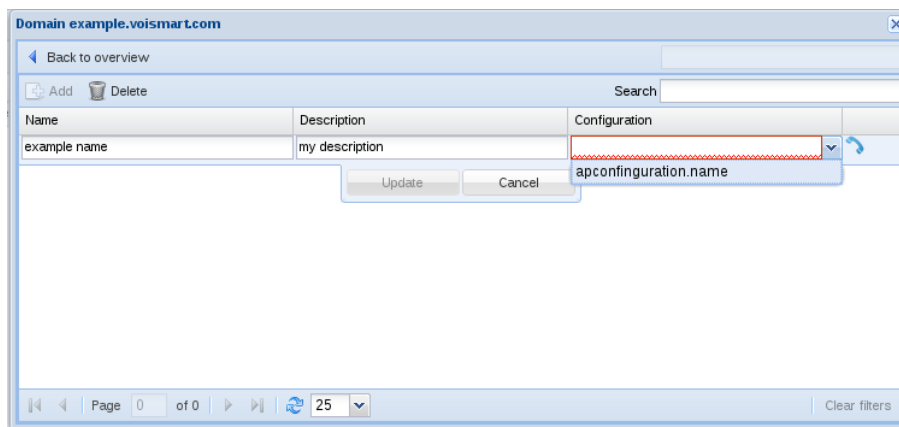 Domain example.voismart.com
Back to overview
Add Delete Search
Name Description Configuration
example name my description
apconfinguration.name
Update Cancel
Page 0 of 0 25 Clear filters